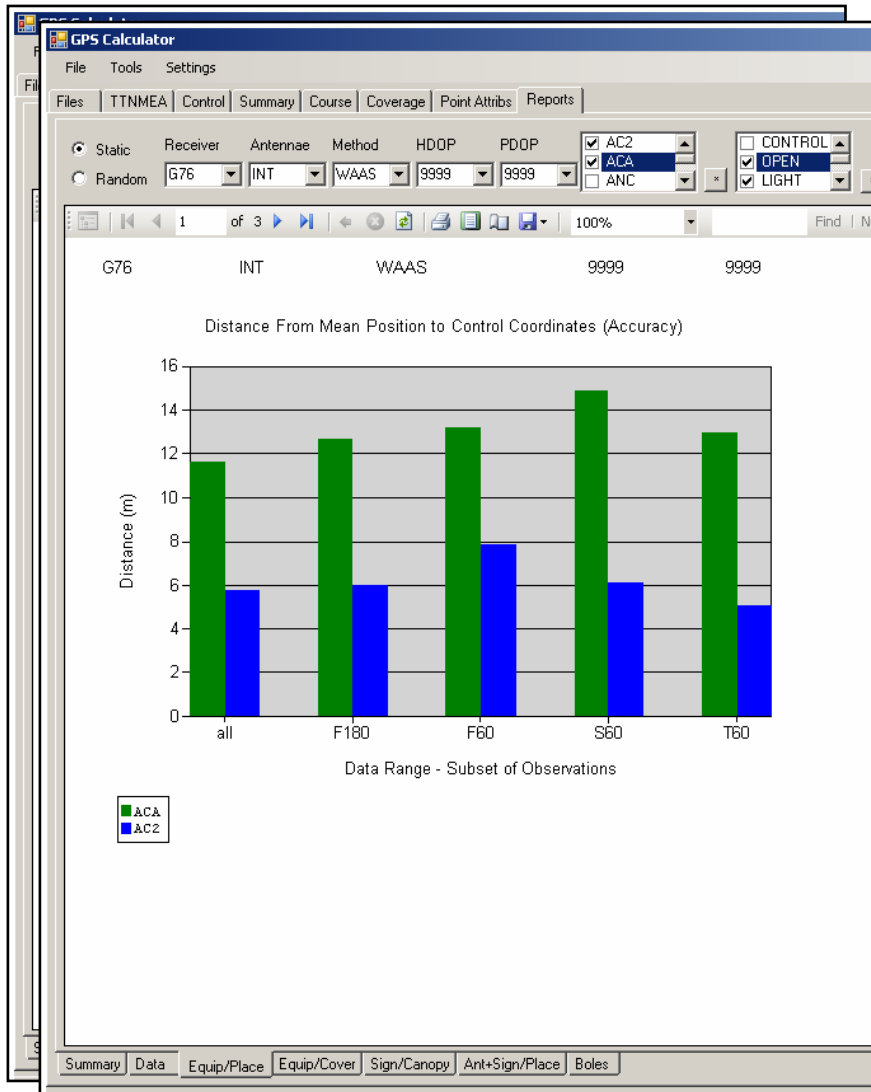 GPS Calculator
File Tools Settings
Files TTNMEA Control Summary Course Coverage Point Attribs Reports
Static Receiver Antennae Method HDOP PDOP AC2 CONTROL
Random G76 INT WAAS 9999 9999 ACA * OPEN
ANC LIGHT
1 of 3 100% Find
G76 INT WAAS 9999 9999
Distance From Mean Position to Control Coordinates (Accuracy)
16
14
12
10
8
6
4
2
0
Distance (m)
all F180 F60 S60 T60
Data Range - Subset of Observations
ACA
AC2
Summary Data Equip/Place Equip/Cover Sign/Canopy Ant+Sign/Place Boles